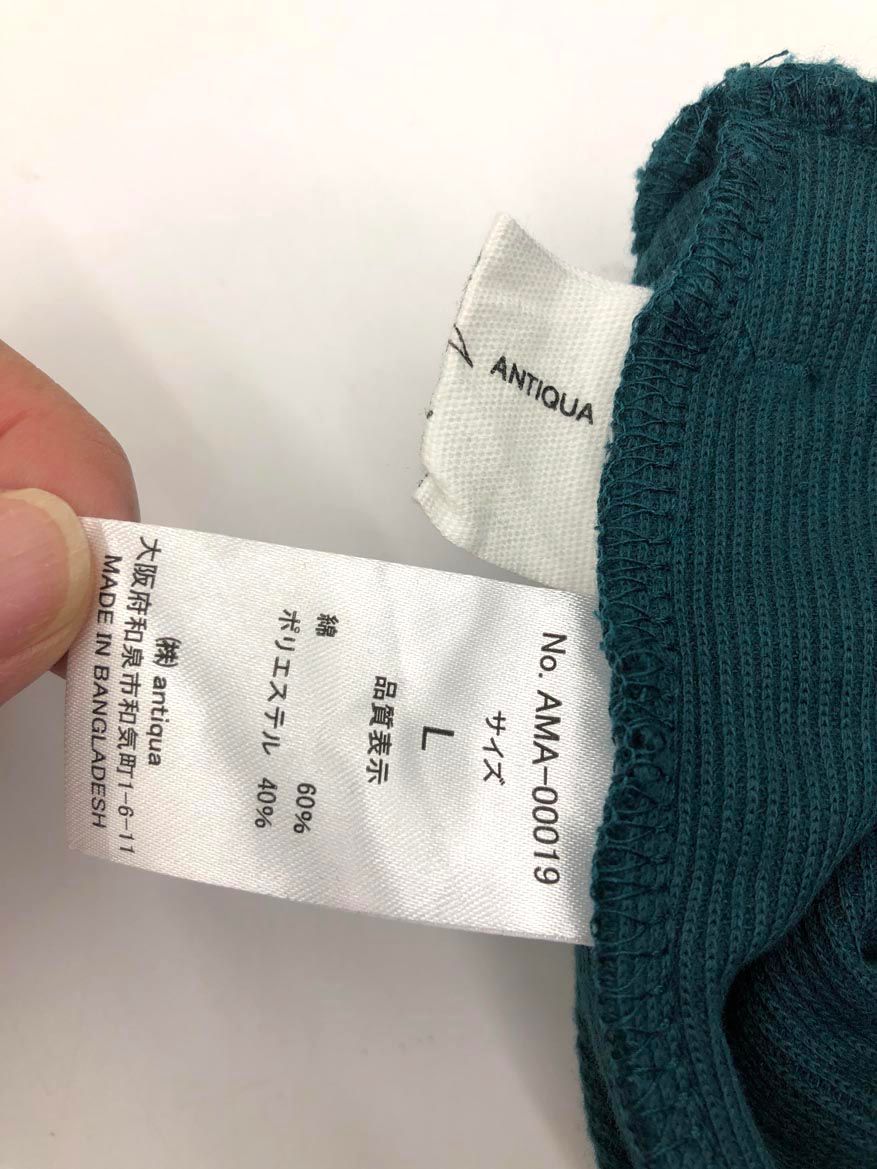 ANTIQUA
No. AMA-00019
サイズ
L
品質表示
綿 60%
ポリエステル 40%
㈱ antiqua
大阪府和泉市和気町1-6-11
MADE IN BANGLADESH